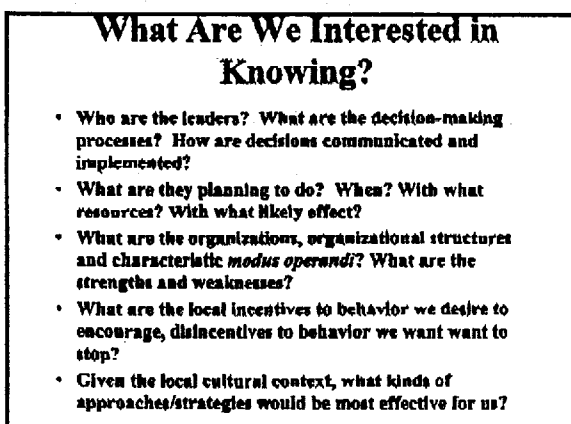 What Are We Interested in
Knowing?
• Who are the leaders? What are the decision-making
processes? How are decisions communicated and
implemented?
• What are they planning to do? When? With what
resources? With what likely effect?
• What are the organizations, organizational structures
and characteristic modus operandi? What are the
strengths and weaknesses?
• What are the local incentives to behavior we desire to
encourage, disincentives to behavior we want want to
stop?
• Given the local cultural context, what kinds of
approaches/strategies would be most effective for us?